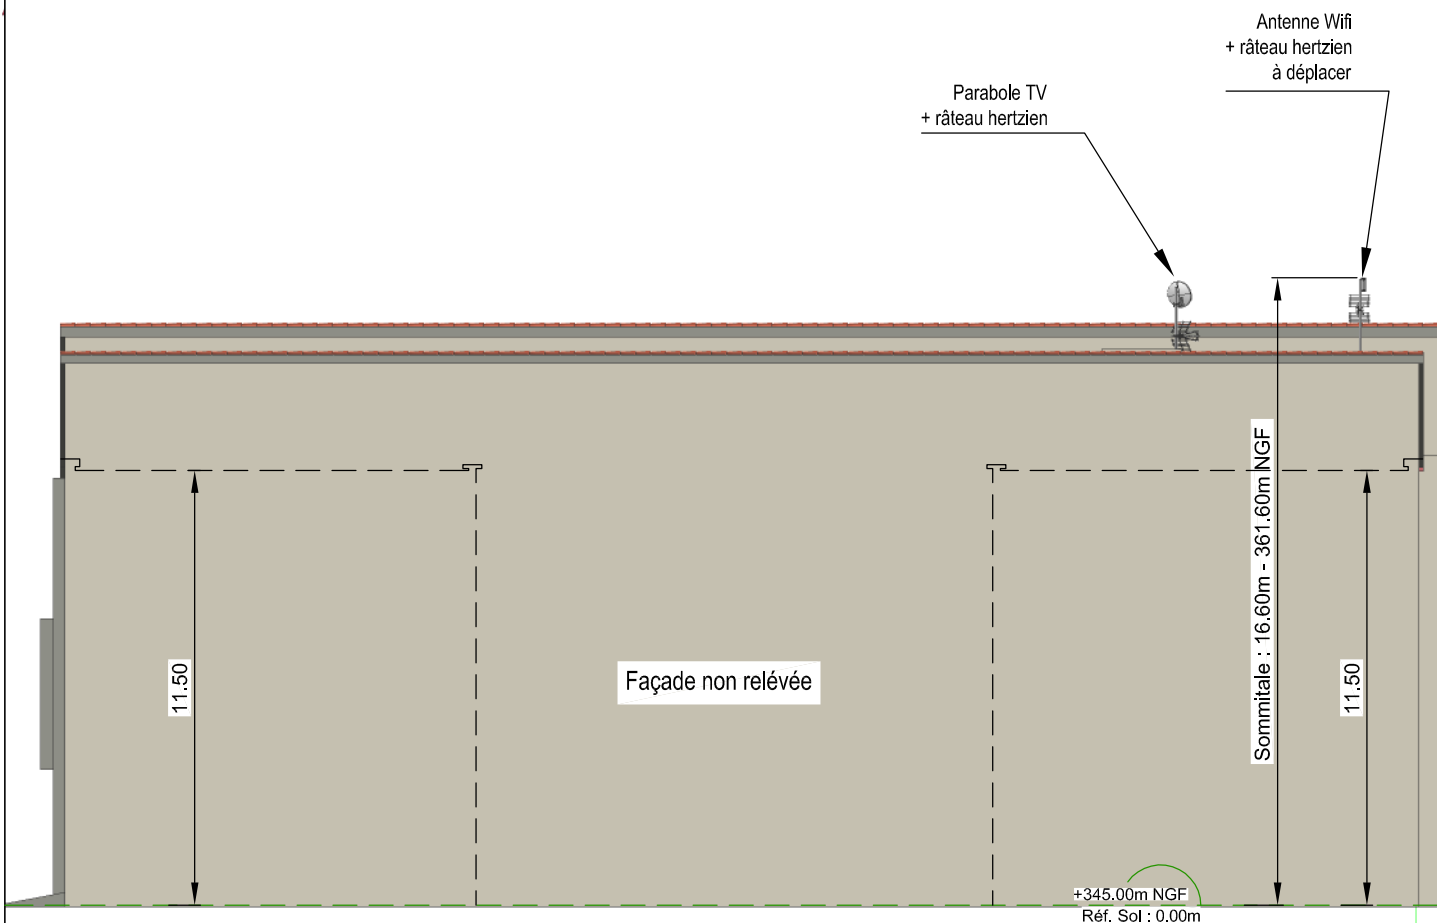 Antenne Wifi
+ râteau hertzien
à déplacer
Parabole TV
+ râteau hertzien
Sommitale : 16.60m - 361.60m NGF
11.50
Façade non relévée
11.50
+345.00m NGF
Réf. Sol : 0.00m